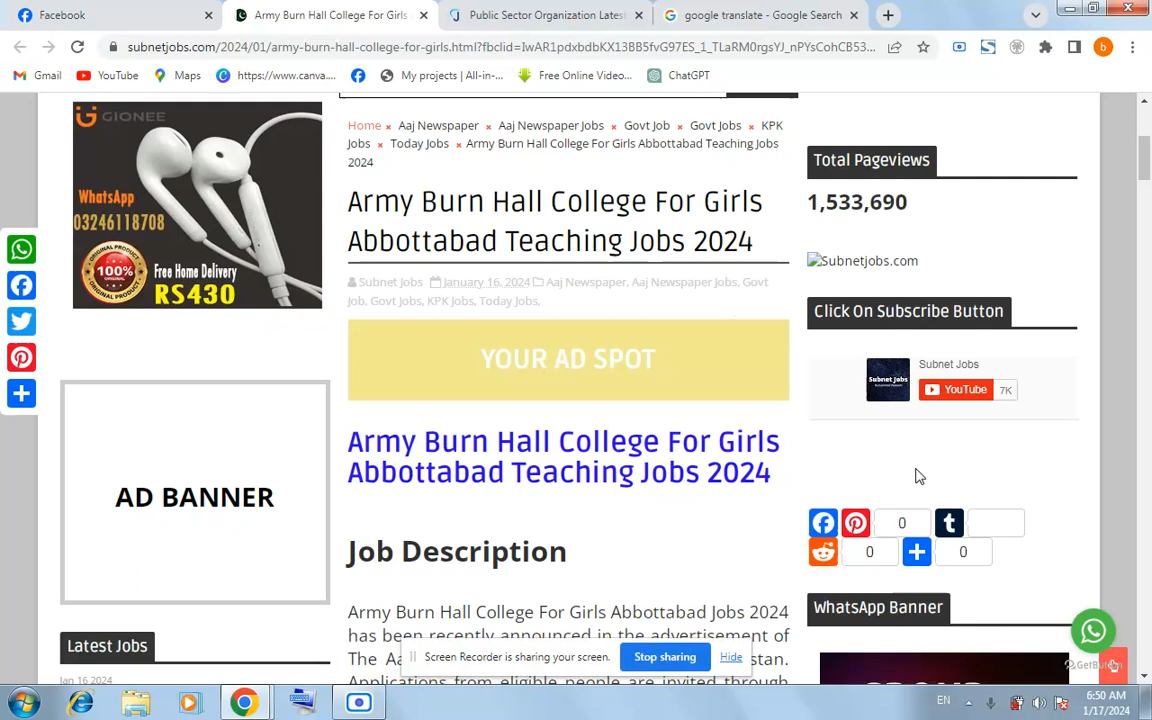 Facebook
Army Burn Hall College For Girls
Public Sector Organization Latest
google translate - Google Search
subnetjobs.com/2024/01/army-burn-hall-college-for-girls.html?fbclid=IwAR1pdxbdbKX13BB5fvG97ES_1_TLaRM0rgsYJ_nPYsCohCB53...
b
Gmail
YouTube
Maps
https://www.canva....
My projects | All-in-...
Free Online Video...
ChatGPT
GIONEE
WhatsApp
03246118708
100%
ORIGINAL
Free Home Delivery
RS430
AD BANNER
Latest Jobs
Jan 16 2024
Home × Aaj Newspaper × Aaj Newspaper Jobs × Govt Job × Govt Jobs × KPK
Jobs × Today Jobs × Army Burn Hall College For Girls Abbottabad Teaching Jobs
2024
Army Burn Hall College For Girls
Abbottabad Teaching Jobs 2024
Subnet Jobs January 16, 2024 Aaj Newspaper, Aaj Newspaper Jobs, Govt
Job, Govt Jobs, KPK Jobs, Today Jobs,
YOUR AD SPOT
Army Burn Hall College For Girls
Abbottabad Teaching Jobs 2024
Job Description
Army Burn Hall College For Girls Abbottabad Jobs 2024
has been recently announced in the advertisement of
The Aa
stan.
Applications from eligible people are invited through
Screen Recorder is sharing your screen.
Stop sharing
Hide
Total Pageviews
1,533,690
Subnetjobs.com
Click On Subscribe Button
Subnet Jobs
Subnet Jobs
YouTube
7K
0
0
0
WhatsApp Banner
GetButton
EN
6:50 AM
1/17/2024